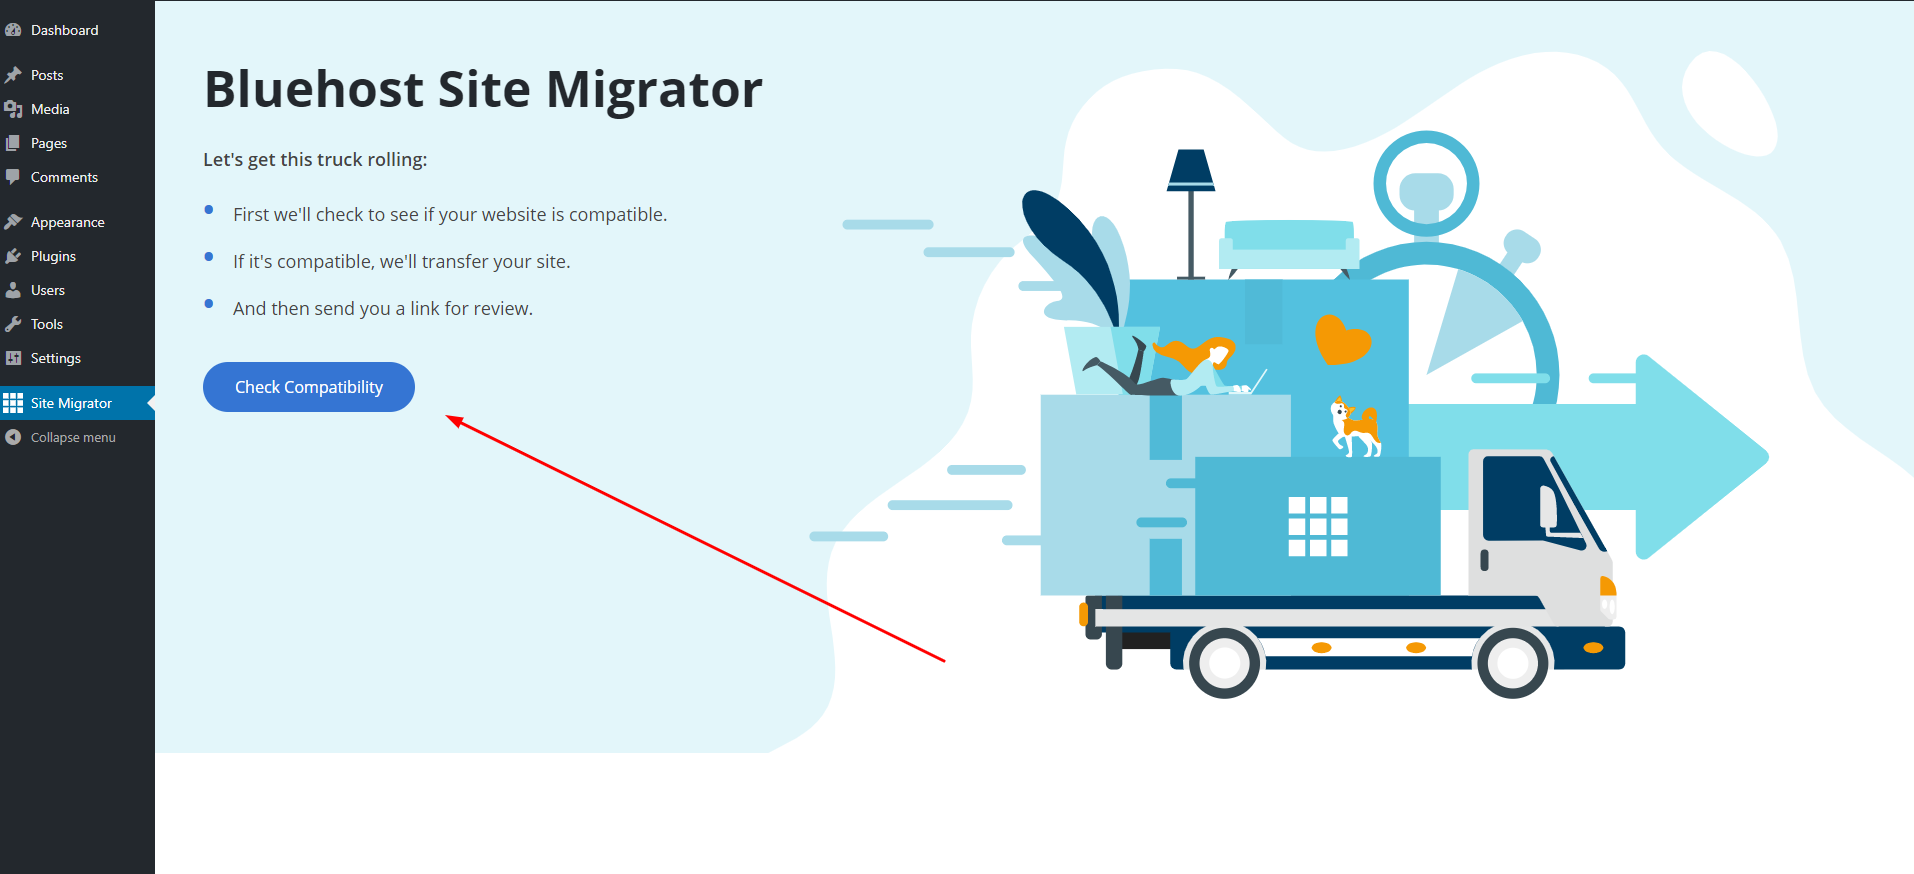 Dashboard
Posts
Media
Pages
Comments
Appearance
Plugins
Users
Tools
Settings
Site Migrator
Collapse menu
Bluehost Site Migrator
Let's get this truck rolling:
First we'll check to see if your website is compatible.
If it's compatible, we'll transfer your site.
And then send you a link for review.
Check Compatibility